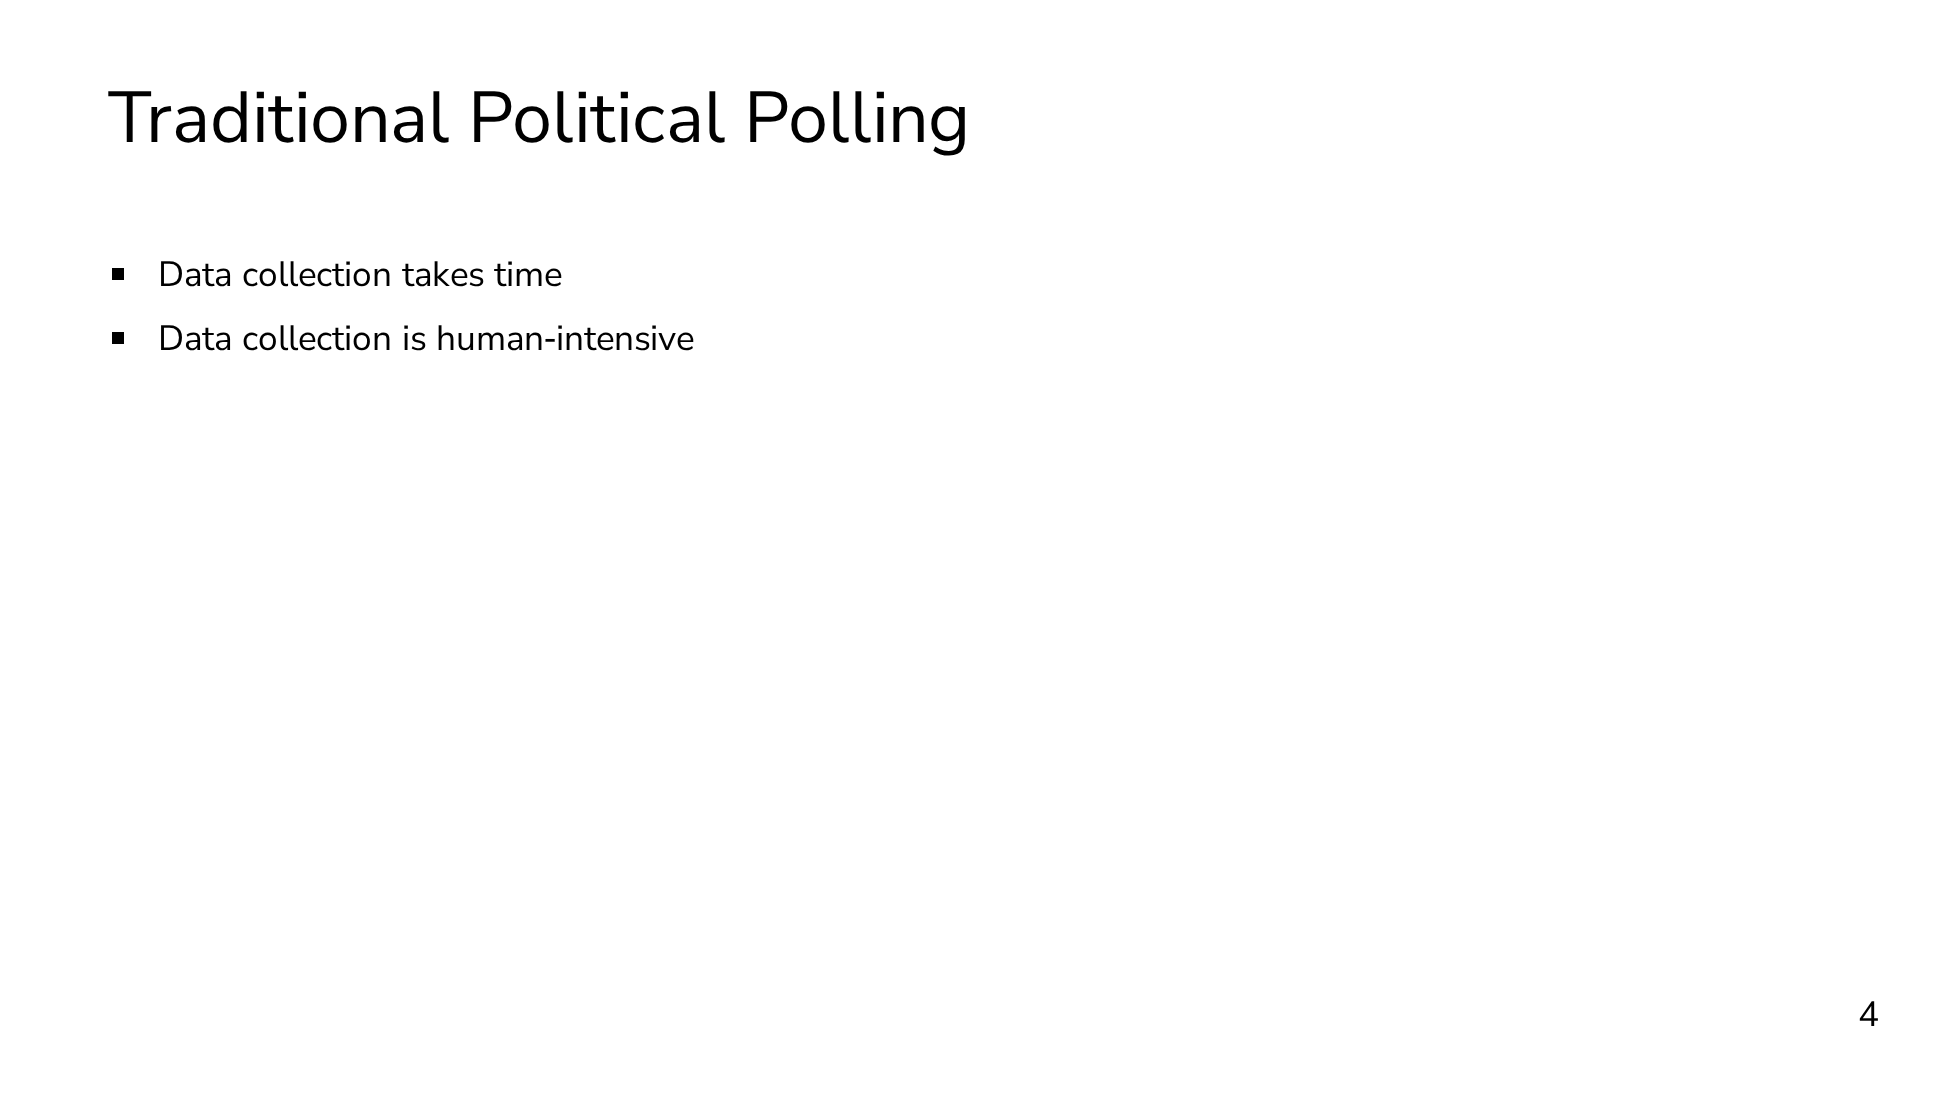 Traditional Political Polling
▪ Data collection takes time
▪ Data collection is human-intensive
4